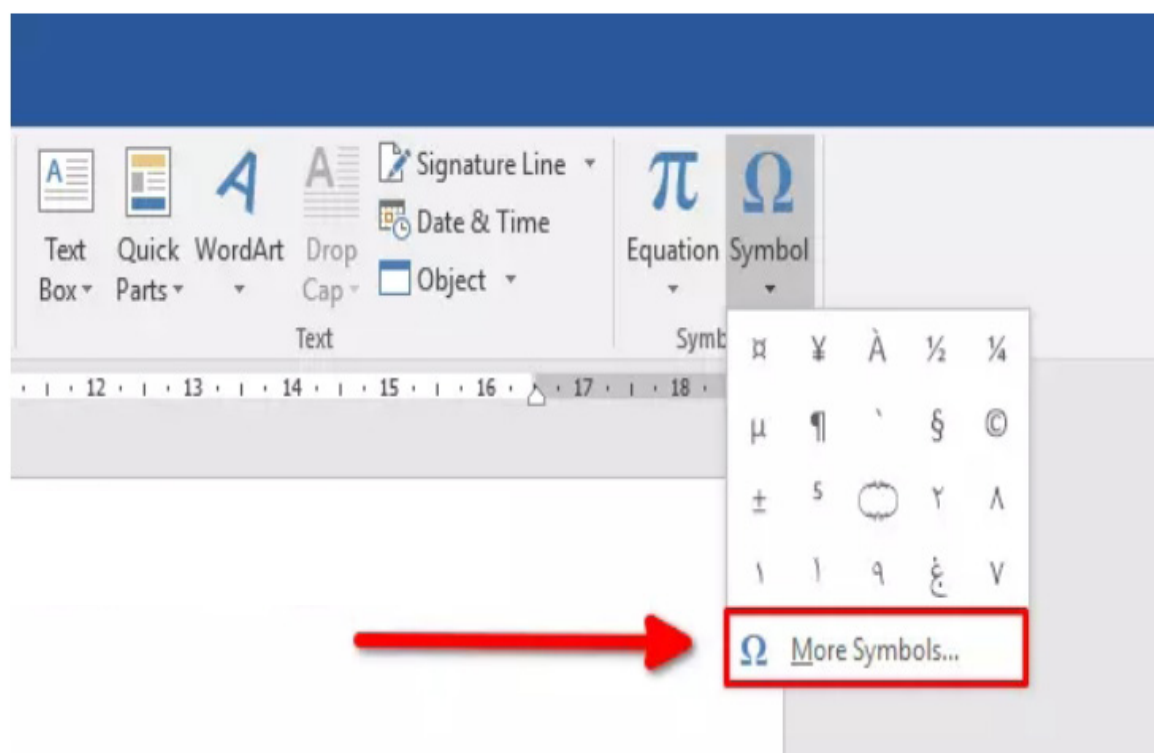 Text Box
Quick Parts
WordArt
Drop Cap
Signature Line
Date & Time
Object
Text
Equation
Symbol
Symb
12 13 14 15 16 17 18
¤ ¥ À ½ ¼
µ ¶ ` § ©
± ⁵ ٢ ٨
٩ غ ٧
More Symbols...